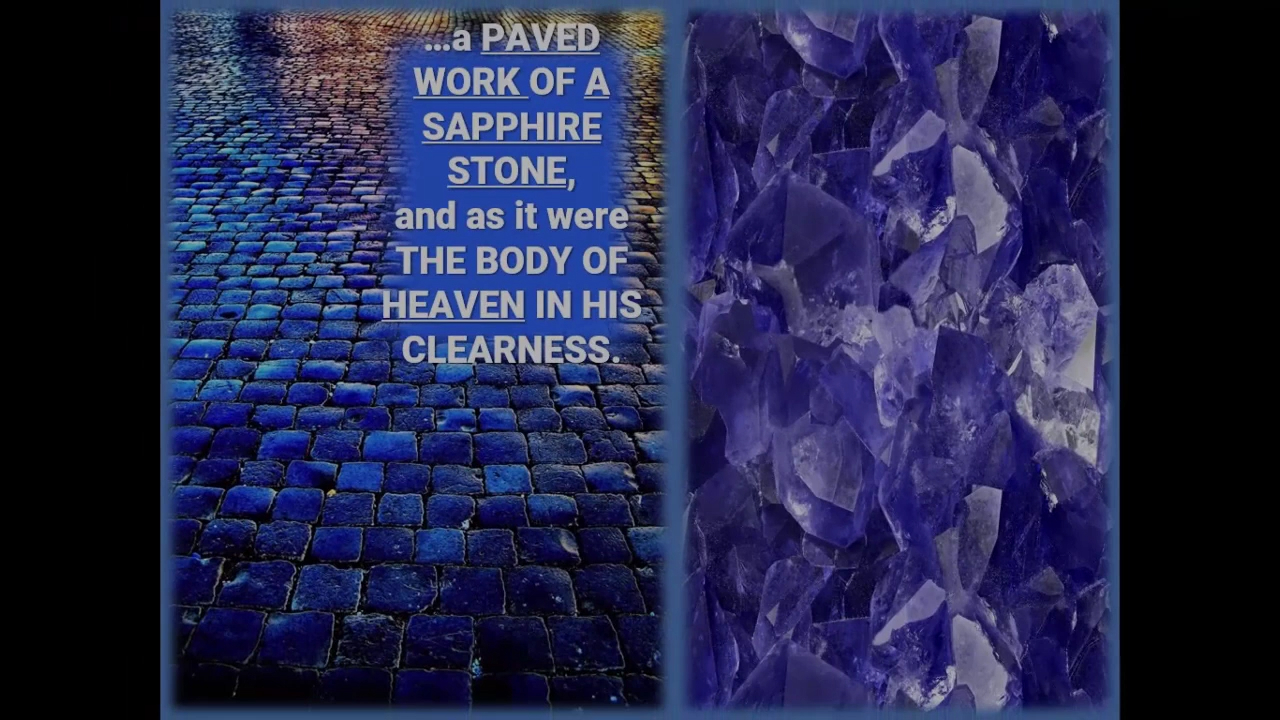 ...a PAVED
WORK OF A
SAPPHIRE
STONE,
and as it were
THE BODY OF
HEAVEN IN HIS
CLEARNESS.